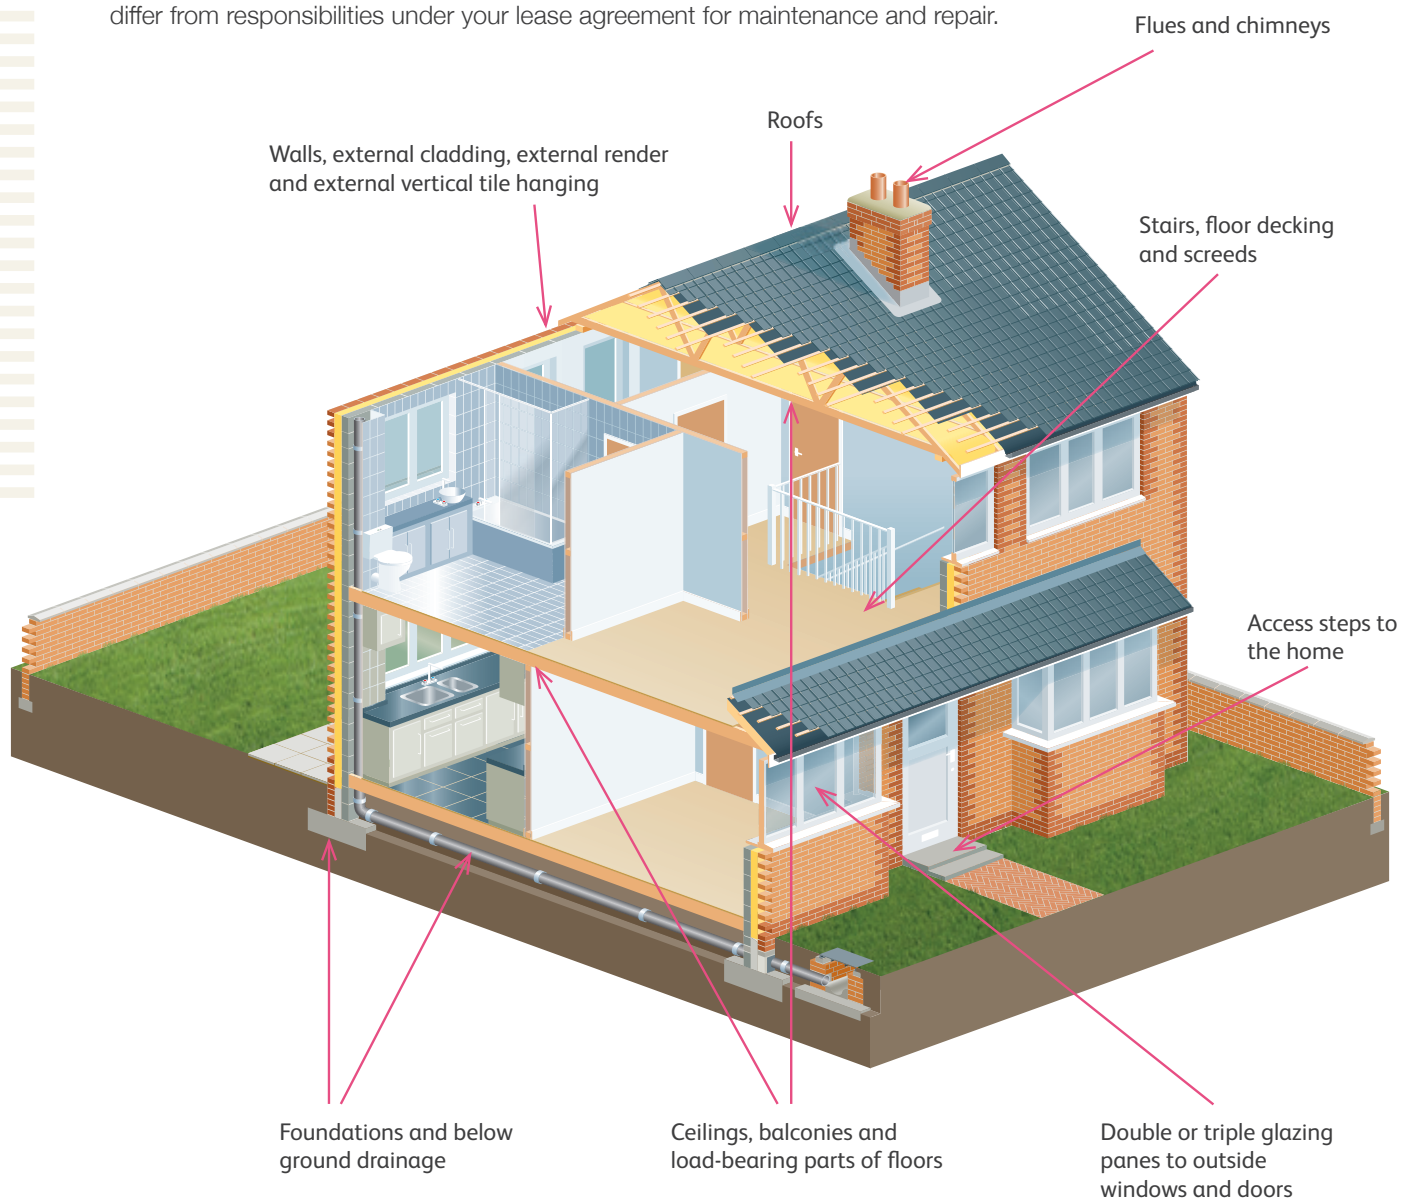 differ from responsibilities under your lease agreement for maintenance and repair.
Flues and chimneys
Roofs
Walls, external cladding, external render
and external vertical tile hanging
Stairs, floor decking
and screeds
Access steps to
the home
Foundations and below
ground drainage
Ceilings, balconies and
load-bearing parts of floors
Double or triple glazing
panes to outside
windows and doors